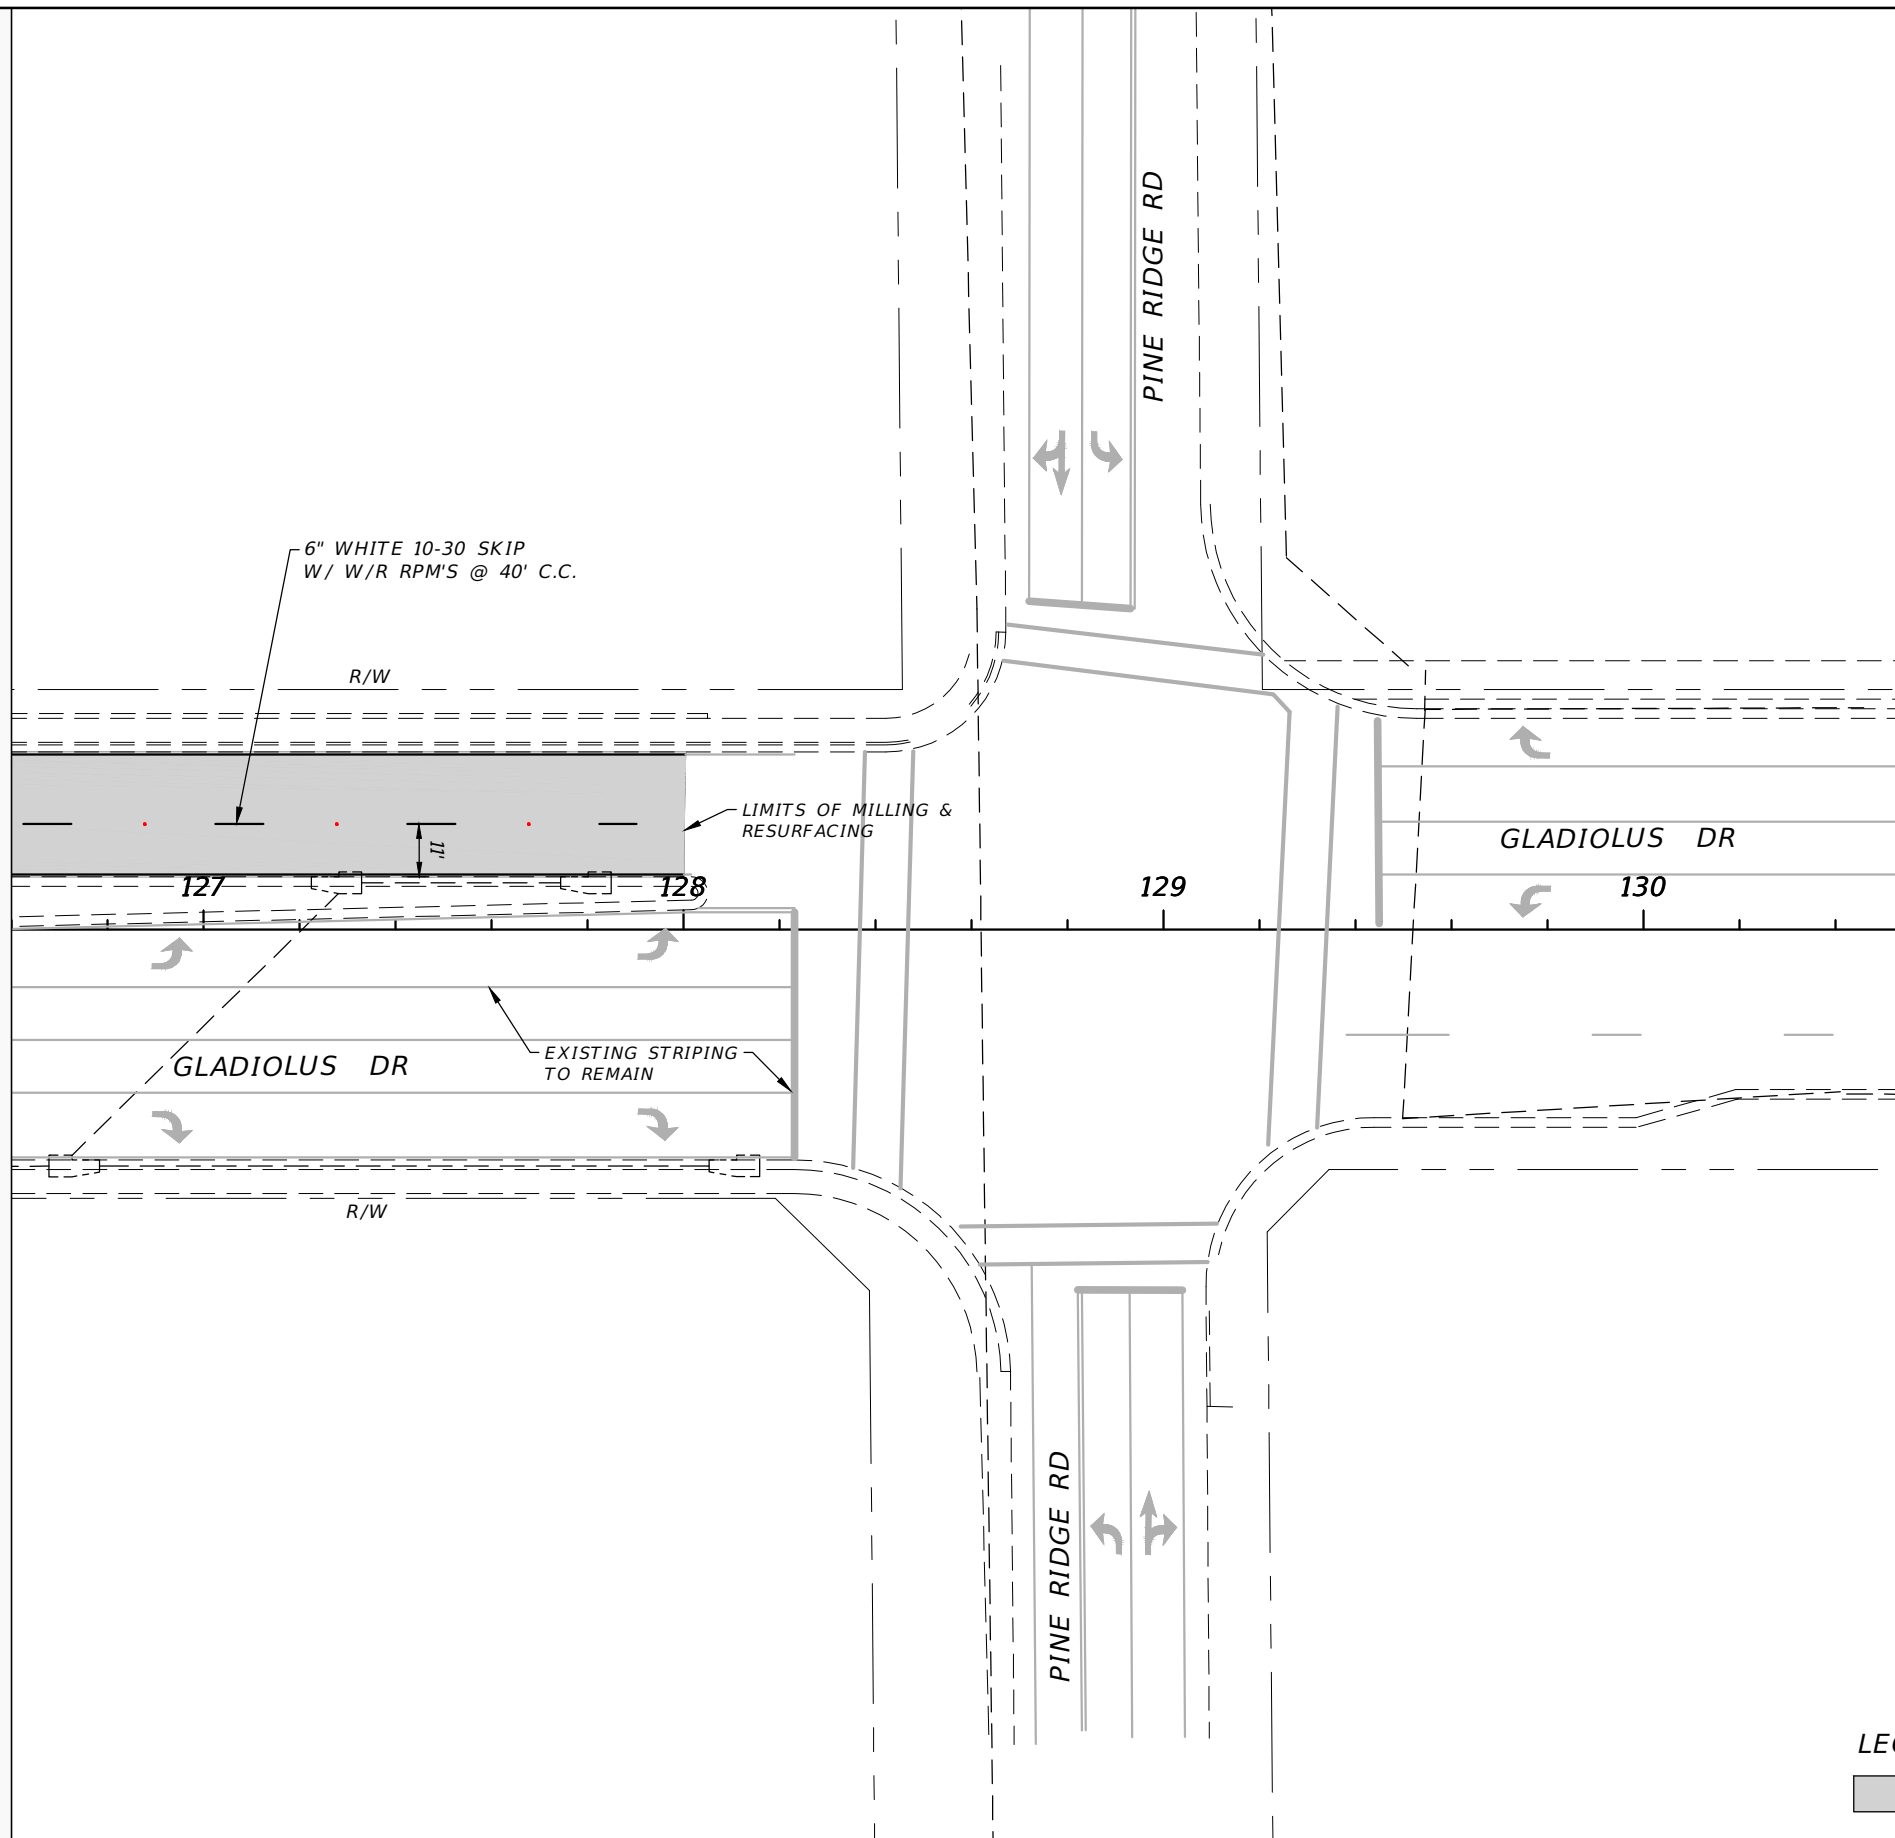 PINE RIDGE RD
6" WHITE 10-30 SKIP
W/ W/R RPM'S @ 40' C.C.
R/W
LIMITS OF MILLING &
RESURFACING
11'
GLADIOLUS DR
127
128
129
130
EXISTING STRIPING
TO REMAIN
GLADIOLUS DR
R/W
PINE RIDGE RD